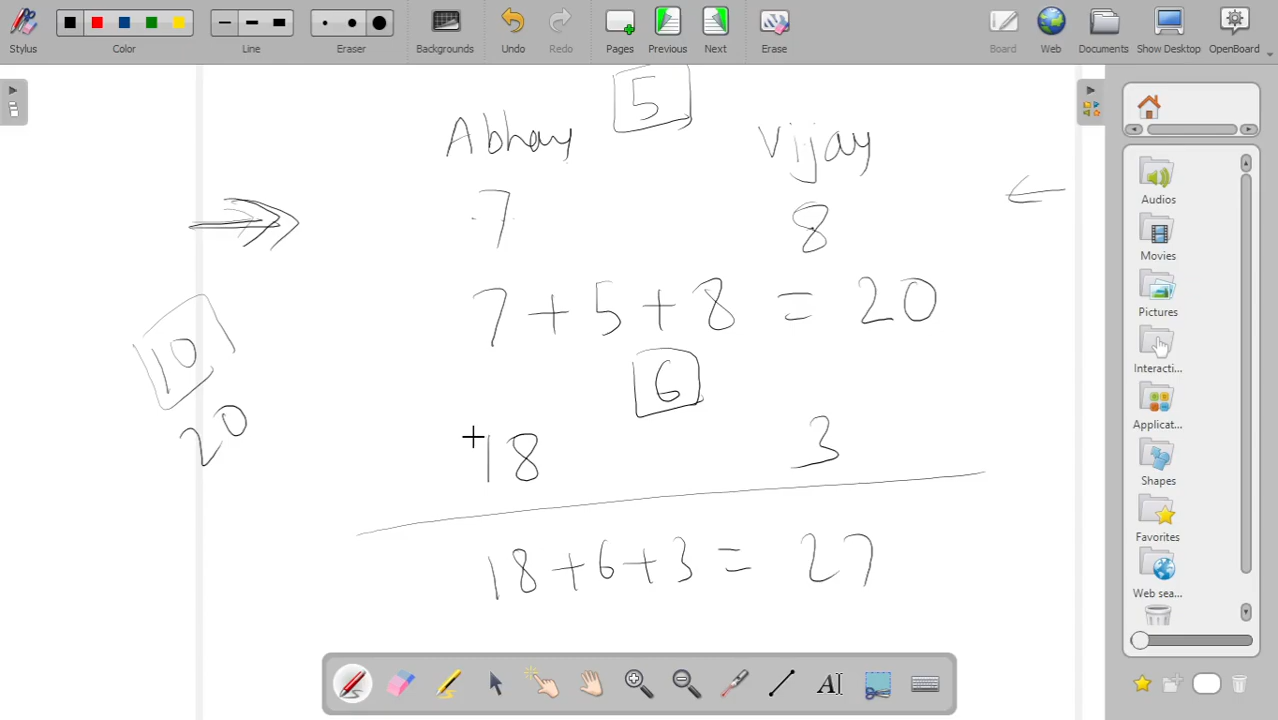 Stylus Color Line Eraser Backgrounds Undo Redo Pages Previous Next Erase Board Web Documents Show Desktop OpenBoard
5
Abhay Vijay
7 8
7 + 5 + 8 = 20
10
6
20
18 3
18 + 6 + 3 = 27
Audios
Movies
Pictures
Interacti...
Applicat...
Shapes
Favorites
Web sea...